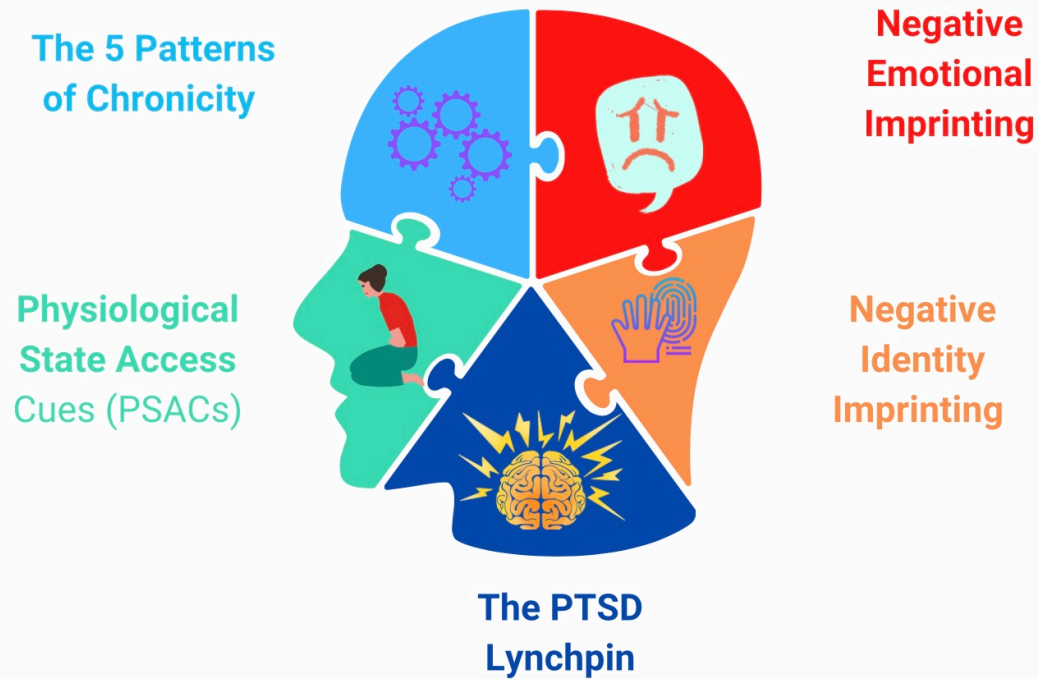 The 5 Patterns
of Chronicity
Negative
Emotional
Imprinting
Physiological
State Access
Cues (PSACs)
Negative
Identity
Imprinting
The PTSD
Lynchpin